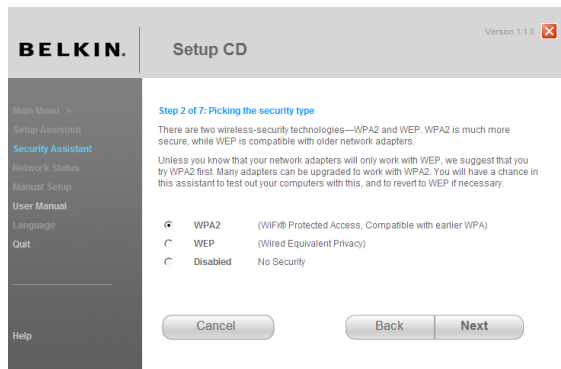 Version 1.1.0
BELKIN.
Setup CD
Main Menu >
Setup Assistant
Security Assistant
Network Status
Manual Setup
User Manual
Language
Quit
Help
Step 2 of 7: Picking the security type
There are two wireless-security technologies—WPA2 and WEP. WPA2 is much more
secure, while WEP is compatible with older network adapters.
Unless you know that your network adapters will only work with WEP, we suggest that you
try WPA2 first. Many adapters can be upgraded to work with WPA2. You will have a chance in
this assistant to test out your computers with this, and to revert to WEP if necessary.
WPA2 (WiFi® Protected Access, Compatible with earlier WPA)
WEP (Wired Equivalent Privacy)
Disabled No Security
Cancel Back Next